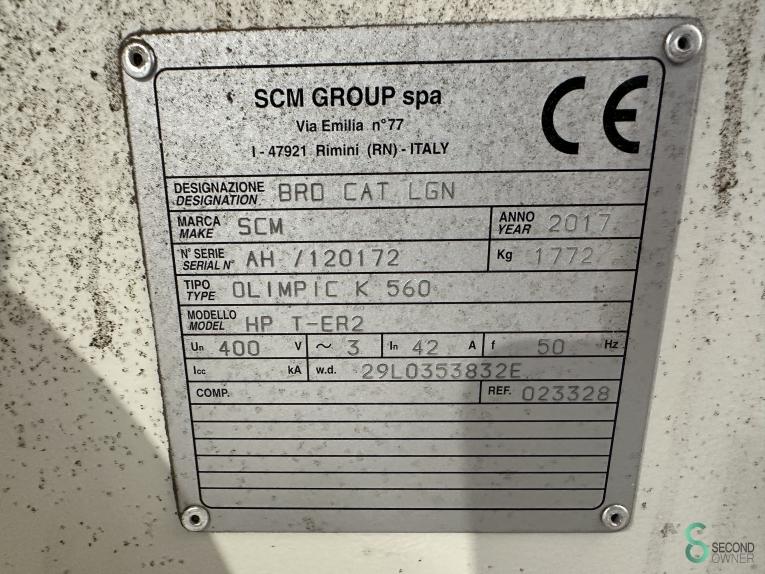 SCM GROUP spa
Via Emilia n°77
I - 47921 Rimini (RN) - ITALY
CE
DESIGNAZIONE DESIGNATION BRD CAT LGN
MARCA MAKE SCM ANNO YEAR 2017
N° SERIE SERIAL N° AH /120172 Kg 1772
TIPO TYPE OLIMPIC K 560
MODELLO MODEL HP T-ER2
Un 400 V ~ 3 In 42 A f 50 Hz
Icc kA w.d. 29L0353832E
COMP. REF. 023328
SECOND
OWNER